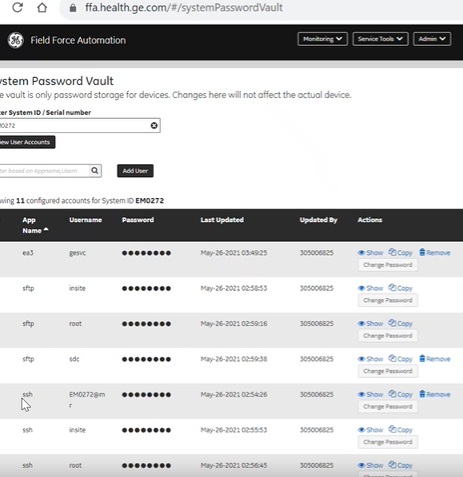 ffa.health.ge.com/#/systemPasswordVault
Field Force Automation
Monitoring
Service Tools
Admin
ystem Password Vault
e vault is only password storage for devices. Changes here will not affect the actual device.
er System ID / Serial number
M0272
ew User Accounts
ter based on Appname,Usern
Add User
wing 11 configured accounts for System ID EM0272
App Name Username Password Last Updated Updated By Actions
ea3 gesvc ●●●●●●●● May-26-2021 03:49:25 305006825 Show Copy Remove
Change Password
sftp insite ●●●●●●●● May-26-2021 02:58:53 305006825 Show Copy
Change Password
sftp root ●●●●●●●● May-26-2021 02:59:16 305006825 Show Copy
Change Password
sftp sdc ●●●●●●●● May-26-2021 02:59:38 305006825 Show Copy Remove
Change Password
ssh EM0272@mr ●●●●●●●● May-26-2021 02:54:26 305006825 Show Copy Remove
Change Password
ssh insite ●●●●●●●● May-26-2021 02:55:53 305006825 Show Copy
Change Password
ssh root ●●●●●●●● May-26-2021 02:56:45 305006825 Show Copy